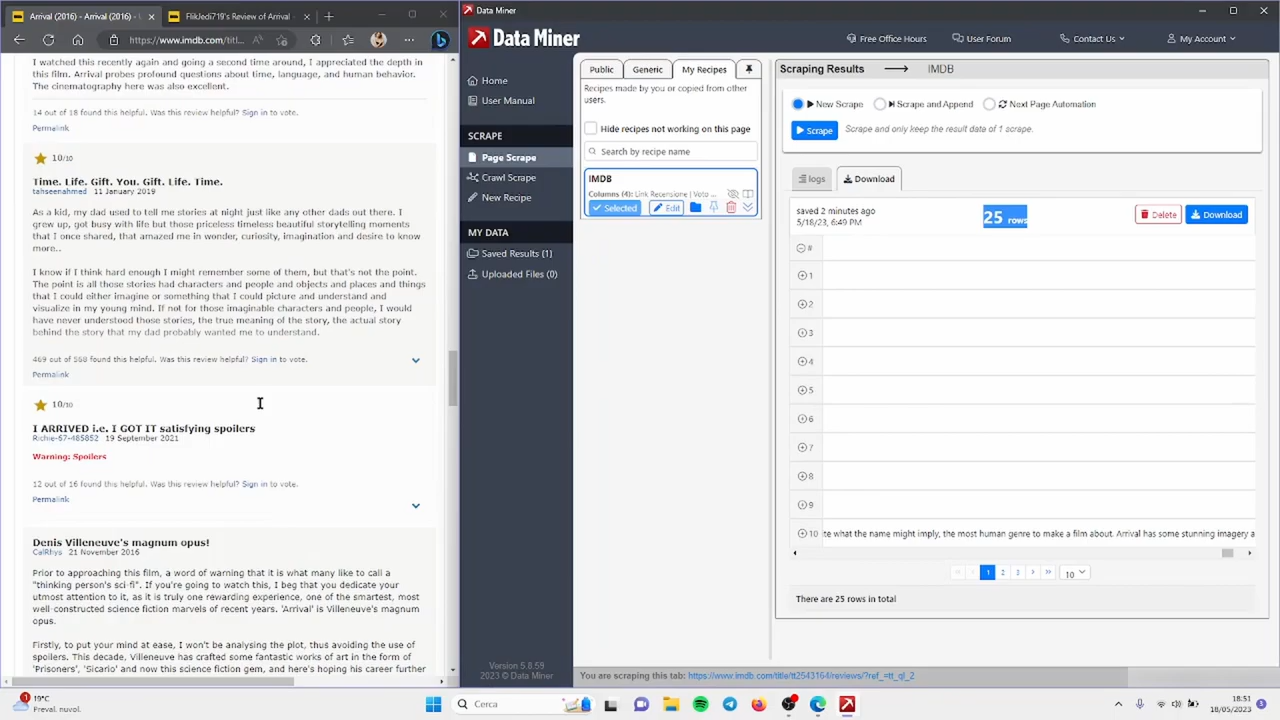 Arrival (2016) - Arrival (2016) - U
FlikJedi719's Review of Arrival -
https://www.imdb.com/titl...
I watched this recently again and going a second time around, I appreciated the depth in
this film. Arrival probes profound questions about time, language, and human behavior.
The cinematography here was also excellent.
14 out of 18 found this helpful. Was this review helpful? Sign in to vote.
Permalink
10/10
Time. Life. Gift. You. Gift. Life. Time.
tahseenahmed 11 January 2019
As a kid, my dad used to tell me stories at night just like any other dads out there. I
grew up, got busy with life but those priceless timeless beautiful storytelling moments
that I once shared, that amazed me in wonder, curiosity, imagination and desire to know
more..
I know if I think hard enough I might remember some of them, but that's not the point.
The point is all those stories had characters and people and objects and places and things
that I could either imagine or something that I could picture and understand and
visualize in my young mind. If not for those imaginable characters and people, I would
have never understood those stories, the true meaning of the story, the actual story
behind the story that my dad probably wanted me to understand.
469 out of 568 found this helpful. Was this review helpful? Sign in to vote.
Permalink
10/10
I ARRIVED i.e. I GOT IT satisfying spoilers
Richie-67-485852 19 September 2021
Warning: Spoilers
12 out of 16 found this helpful. Was this review helpful? Sign in to vote.
Permalink
Denis Villeneuve's magnum opus!
CalRhys 21 November 2016
Prior to approaching this film, a word of warning that it is what many like to call a
"thinking person's sci-fi". If you're going to watch this, I beg that you dedicate your
utmost attention to it, as it is truly one rewarding experience, one of the smartest, most
well-constructed science fiction marvels of recent years. 'Arrival' is Villeneuve's magnum
opus.
Firstly, to put your mind at ease, I won't be analysing the plot, thus avoiding the use of
spoilers. This decade, Villeneuve has crafted some fantastic works of art in the form of
'Prisoners', 'Sicario' and now this science fiction gem, and here's hoping his career further
Data Miner
Data Miner
Free Office Hours
User Forum
Contact Us
My Account
Home
User Manual
SCRAPE
Page Scrape
Crawl Scrape
New Recipe
MY DATA
Saved Results (1)
Uploaded Files (0)
Version 5.8.59
2023 © Data Miner
Public
Generic
My Recipes
Recipes made by you or copied from other
users.
Hide recipes not working on this page
Search by recipe name
IMDB
Columns (4): Link Recensione | Voto ...
Selected
Edit
Scraping Results
IMDB
New Scrape
Scrape and Append
Next Page Automation
Scrape
Scrape and only keep the result data of 1 scrape.
logs
Download
saved 2 minutes ago
5/18/23, 6:49 PM
25 rows
Delete
Download
#
1
2
3
4
5
6
7
8
9
10 te what the name might imply, the most human genre to make a film about. Arrival has some stunning imagery a
1 2 3 10
There are 25 rows in total
You are scraping this tab: https://www.imdb.com/title/tt2543164/reviews/?ref_=tt_ql_2
1
19°C
Preval. nuvol.
Cerca
18.51
18/05/2023